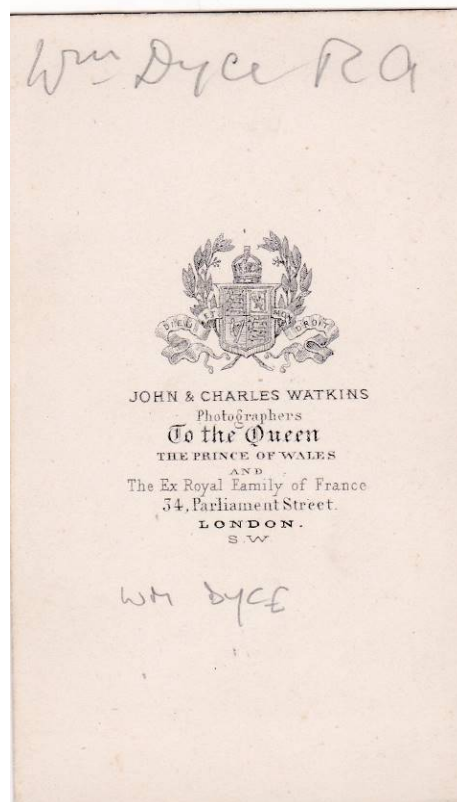 Wm Dyce RA
DIEU ET MON DROIT
JOHN & CHARLES WATKINS
Photographers
To the Queen
THE PRINCE OF WALES
AND
The Ex Royal Family of France
34, Parliament Street.
LONDON.
S.W
WM DYCE